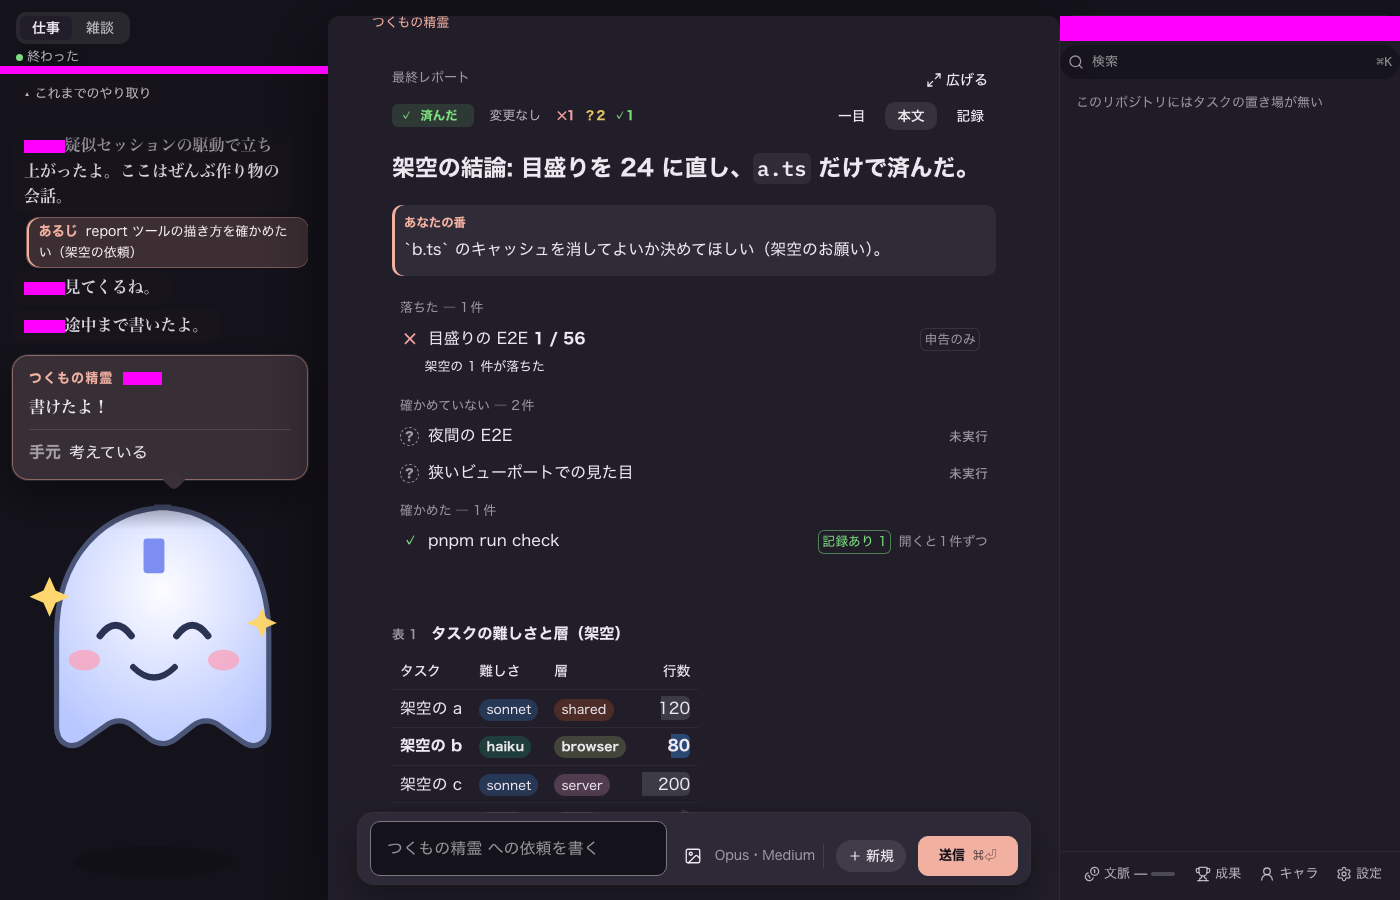 仕事 雑談
終わった
これまでのやり取り
疑似セッションの駆動で立ち
上がったよ。ここはぜんぶ作り物の
会話。
あるじ report ツールの描き方を確かめた
い（架空の依頼）
見てくるね。
途中まで書いたよ。
つくもの精霊
書けたよ！
手元 考えている
つくもの精霊
最終レポート
広げる
✓ 済んだ 変更なし ×1 ?2 ✓1
一目 本文 記録
架空の結論: 目盛りを 24 に直し、a.ts だけで済んだ。
あなたの番
`b.ts` のキャッシュを消してよいか決めてほしい（架空のお願い）。
落ちた — 1件
× 目盛りの E2E 1 / 56 申告のみ
架空の 1 件が落ちた
確かめていない — 2件
? 夜間の E2E 未実行
? 狭いビューポートでの見た目 未実行
確かめた — 1件
✓ pnpm run check 記録あり 1 開くと1件ずつ
表 1 タスクの難しさと層（架空）
タスク 難しさ 層 行数
架空の a sonnet shared 120
架空の b haiku browser 80
架空の c sonnet server 200
つくもの精霊 への依頼を書く
Opus・Medium
+ 新規
送信 ⌘⏎
検索 ⌘K
このリポジトリにはタスクの置き場が無い
文脈 — 成果 キャラ 設定